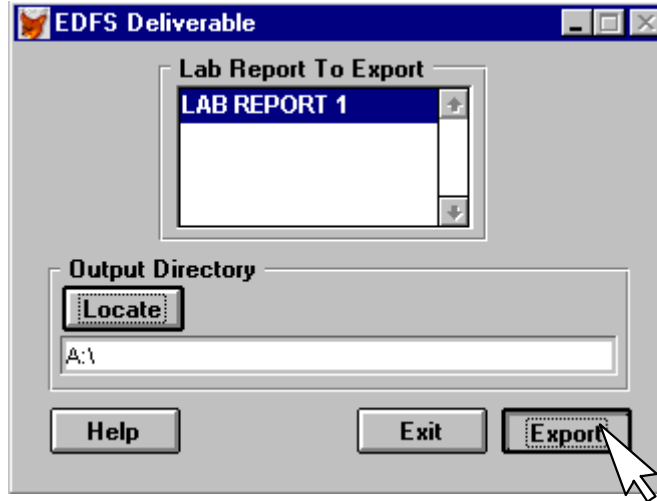 EDFS Deliverable
Lab Report To Export
LAB REPORT 1
Output Directory
Locate
A:\
Help
Exit
Export